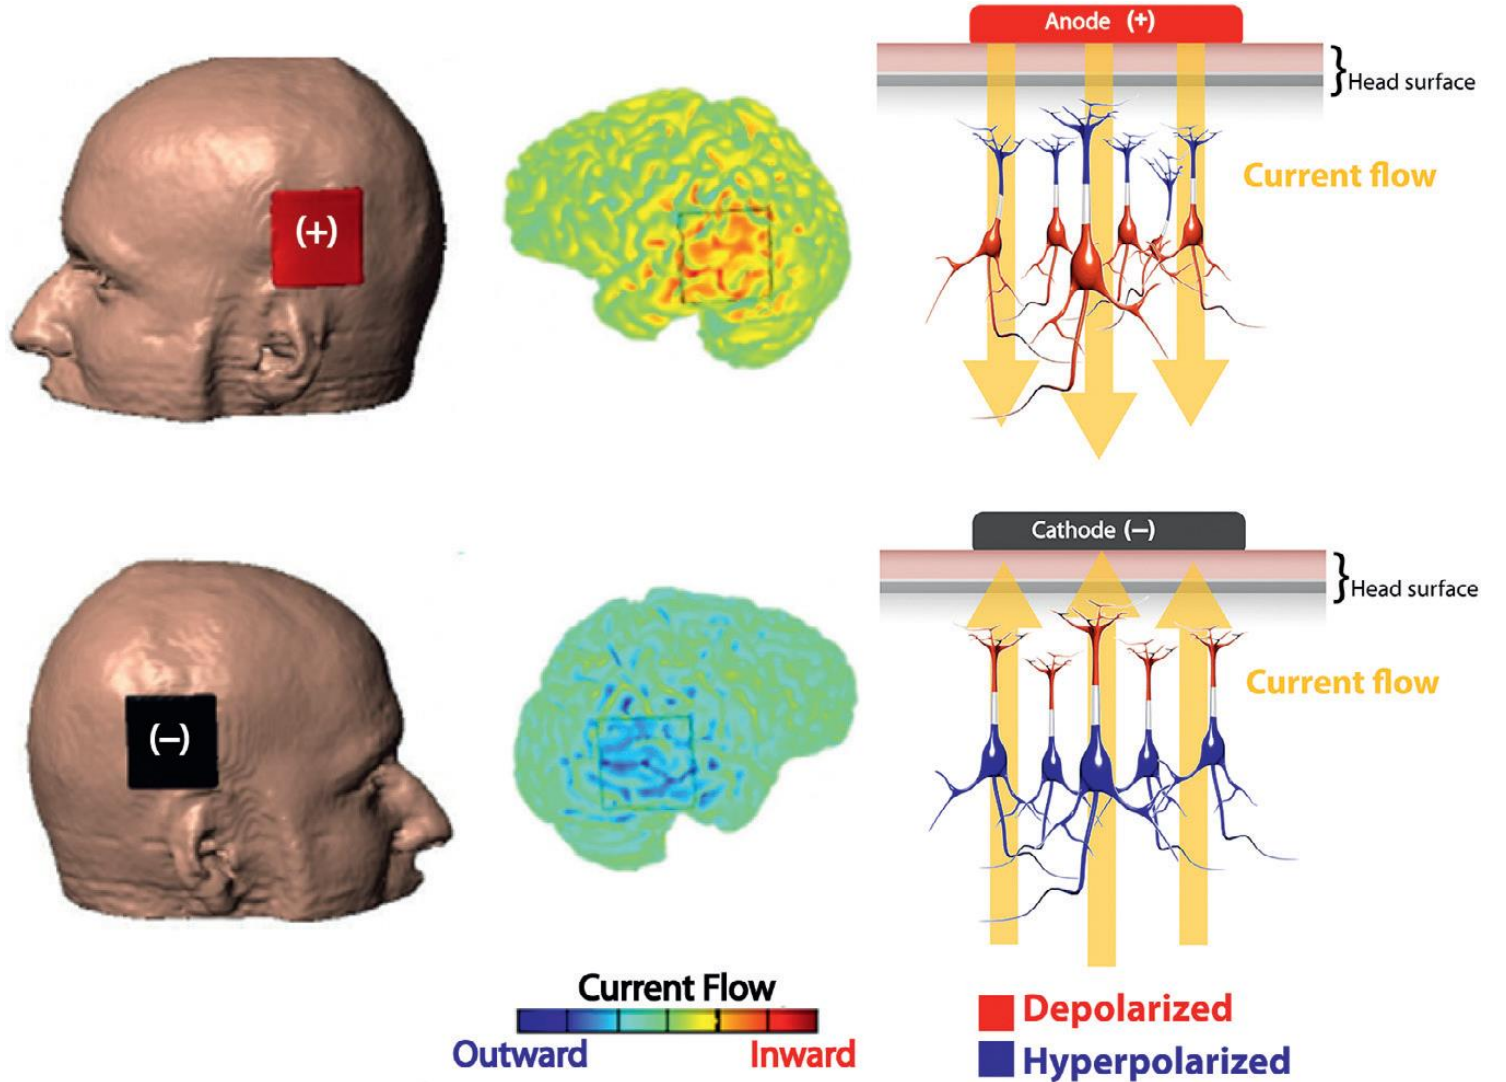 Anode (+)
Head surface
(+)
Current flow
Cathode (–)
Head surface
Current flow
(–)
Current Flow
Outward Inward
Depolarized
Hyperpolarized